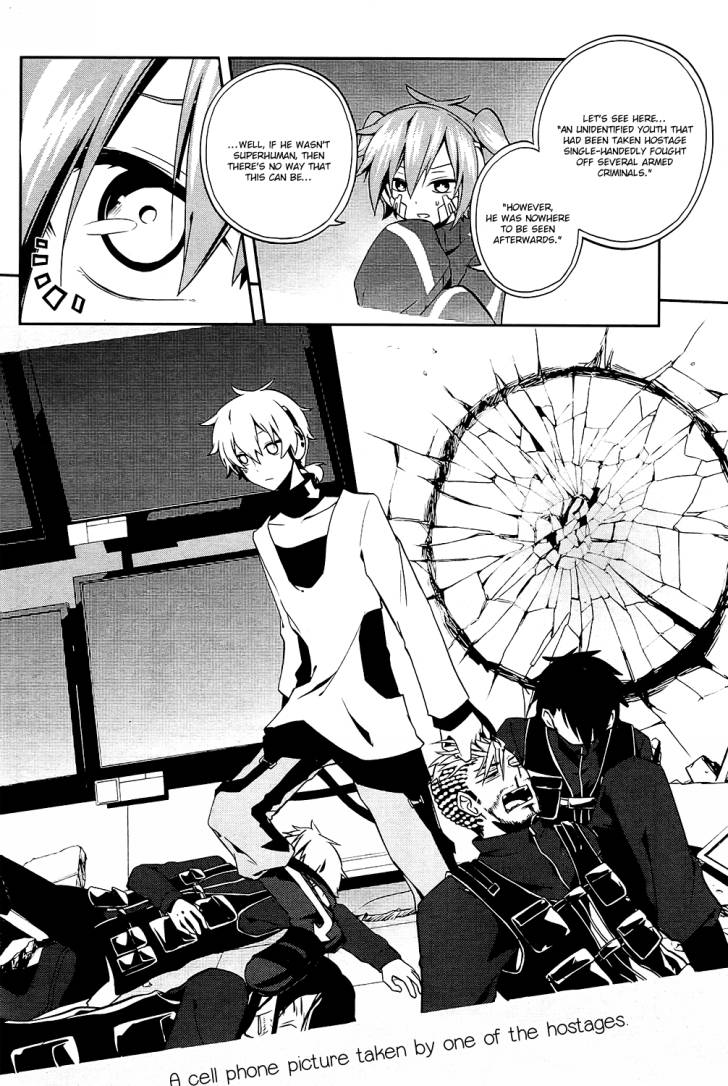 LET'S SEE HERE...
"AN UNIDENTIFIED YOUTH THAT
HAD BEEN TAKEN HOSTAGE
SINGLE-HANDEDLY FOUGHT
OFF SEVERAL ARMED
CRIMINALS."
"HOWEVER,
HE WAS NOWHERE
TO BE SEEN
AFTERWARDS."
...WELL, IF HE WASN'T
SUPERHUMAN, THEN
THERE'S NO WAY THAT
THIS CAN BE...
A cell phone picture taken by one of the hostages.